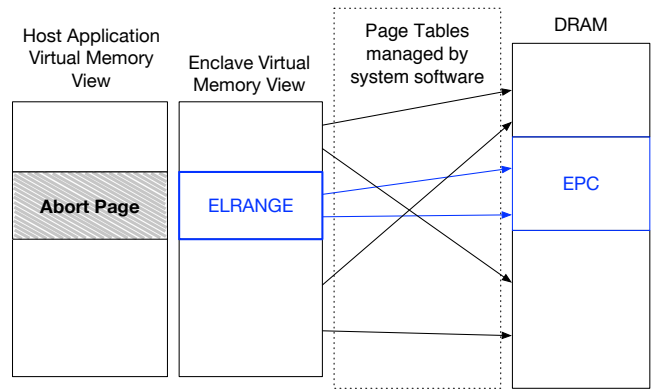 Host Application
Virtual Memory
View
Enclave Virtual
Memory View
Page Tables
managed by
system software
DRAM
Abort Page
ELRANGE
EPC